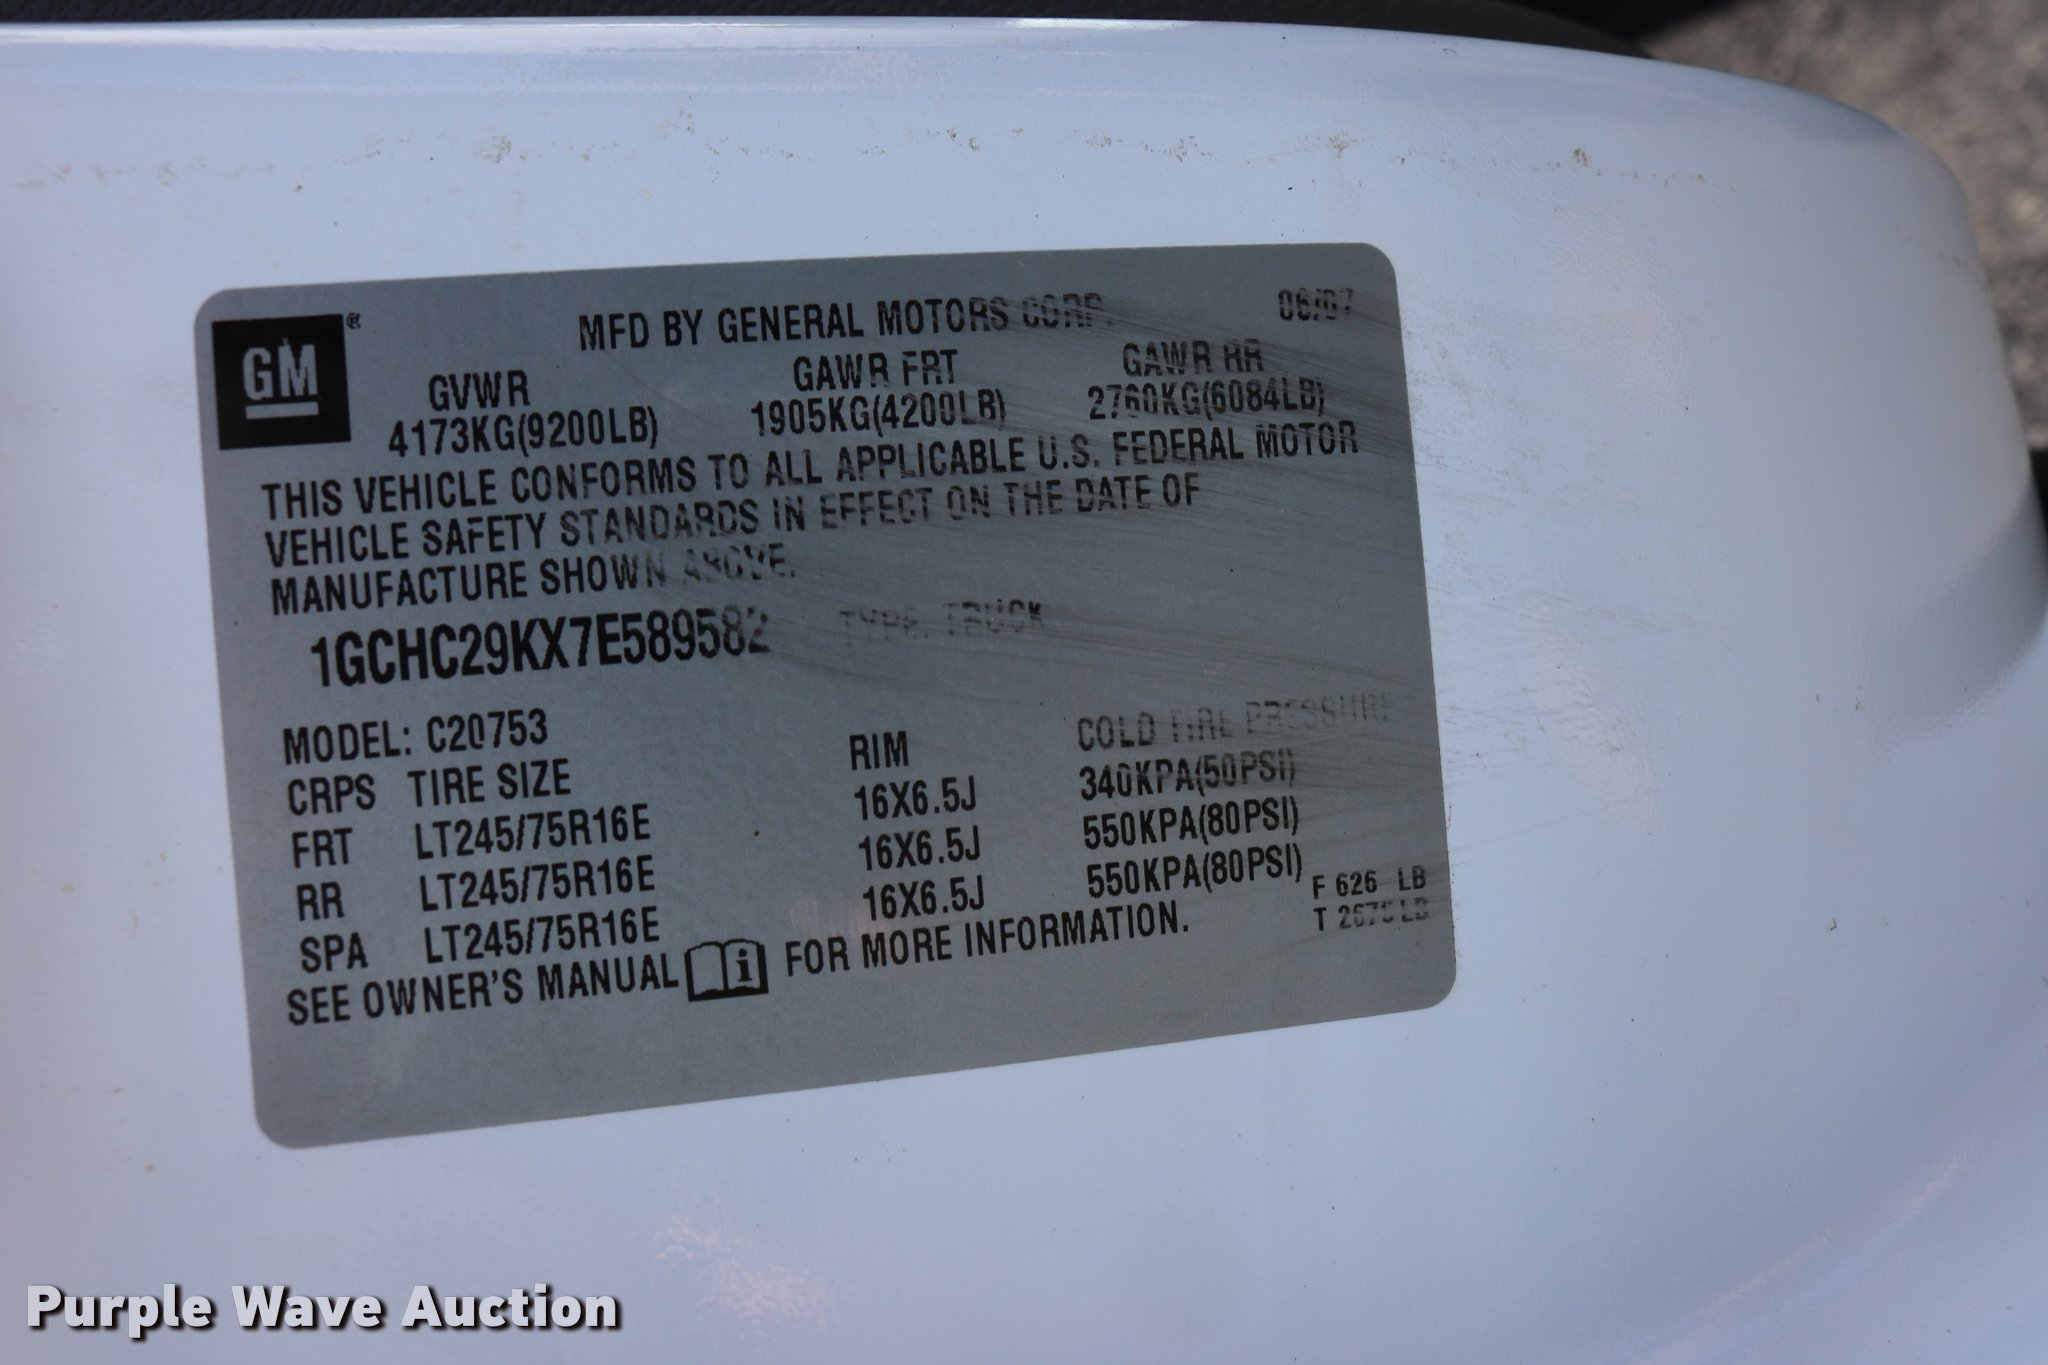 GM®
MFD BY GENERAL MOTORS CORP. 06/07
GVWR GAWR FRT GAWR RR
4173KG(9200LB) 1905KG(4200LB) 2760KG(6084LB)
THIS VEHICLE CONFORMS TO ALL APPLICABLE U.S. FEDERAL MOTOR
VEHICLE SAFETY STANDARDS IN EFFECT ON THE DATE OF
MANUFACTURE SHOWN ABOVE.
1GCHC29KX7E589582 TYPE: TRUCK
MODEL: C20753
CRPS TIRE SIZE RIM COLD TIRE PRESSURE
FRT LT245/75R16E 16X6.5J 340KPA(50PSI)
RR LT245/75R16E 16X6.5J 550KPA(80PSI)
SPA LT245/75R16E 16X6.5J 550KPA(80PSI)
SEE OWNER'S MANUAL i FOR MORE INFORMATION.
F 626 LB
T LB
Purple Wave Auction